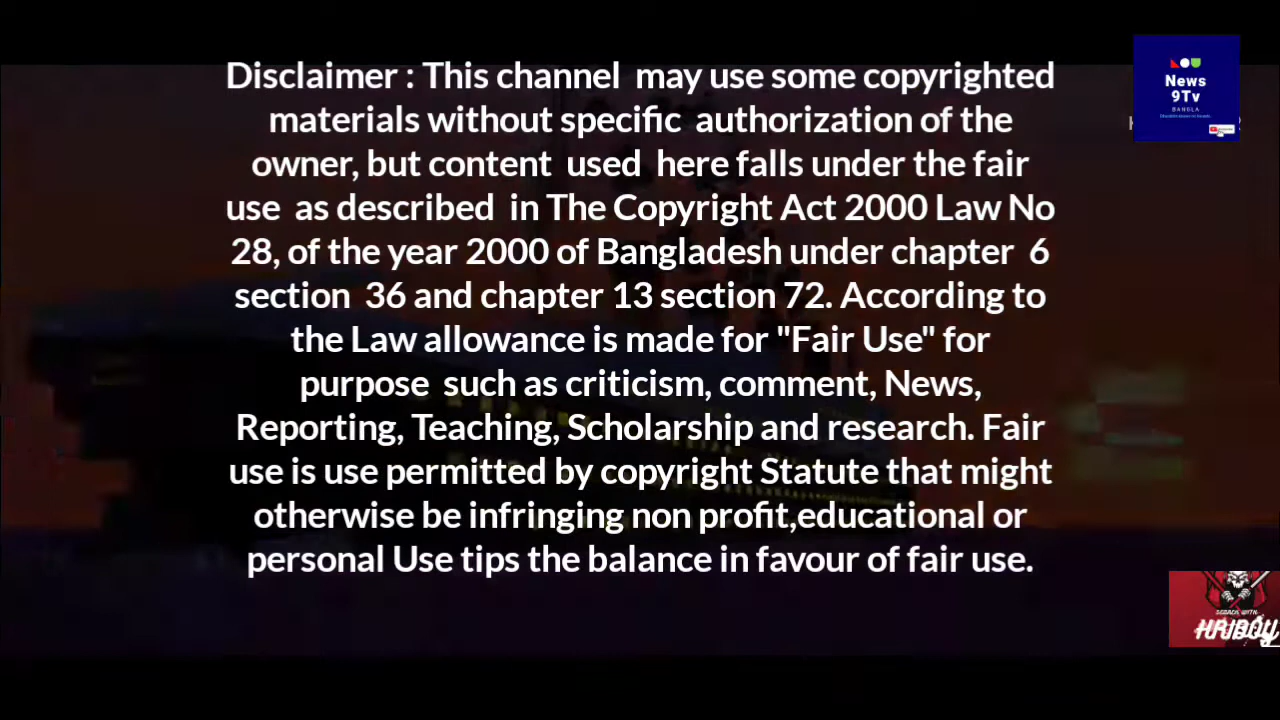 Disclaimer : This channel may use some copyrighted
materials without specific authorization of the
owner, but content used here falls under the fair
use as described in The Copyright Act 2000 Law No
28, of the year 2000 of Bangladesh under chapter 6
section 36 and chapter 13 section 72. According to
the Law allowance is made for "Fair Use" for
purpose such as criticism, comment, News,
Reporting, Teaching, Scholarship and research. Fair
use is use permitted by copyright Statute that might
otherwise be infringing non profit,educational or
personal Use tips the balance in favour of fair use.
News
9Tv
BANGLA
HRIDOY